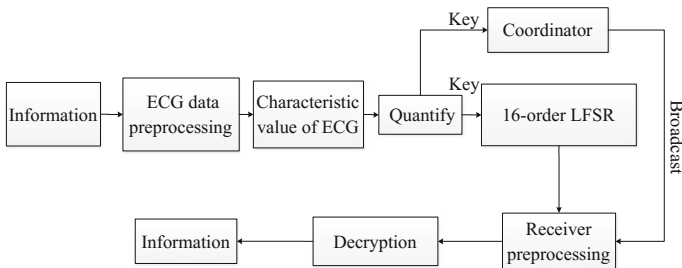 Key
Coordinator
Information
ECG data
preprocessing
Characteristic
value of ECG
Quantify
Key
16-order LFSR
Broadcast
Information
Decryption
Receiver
preprocessing